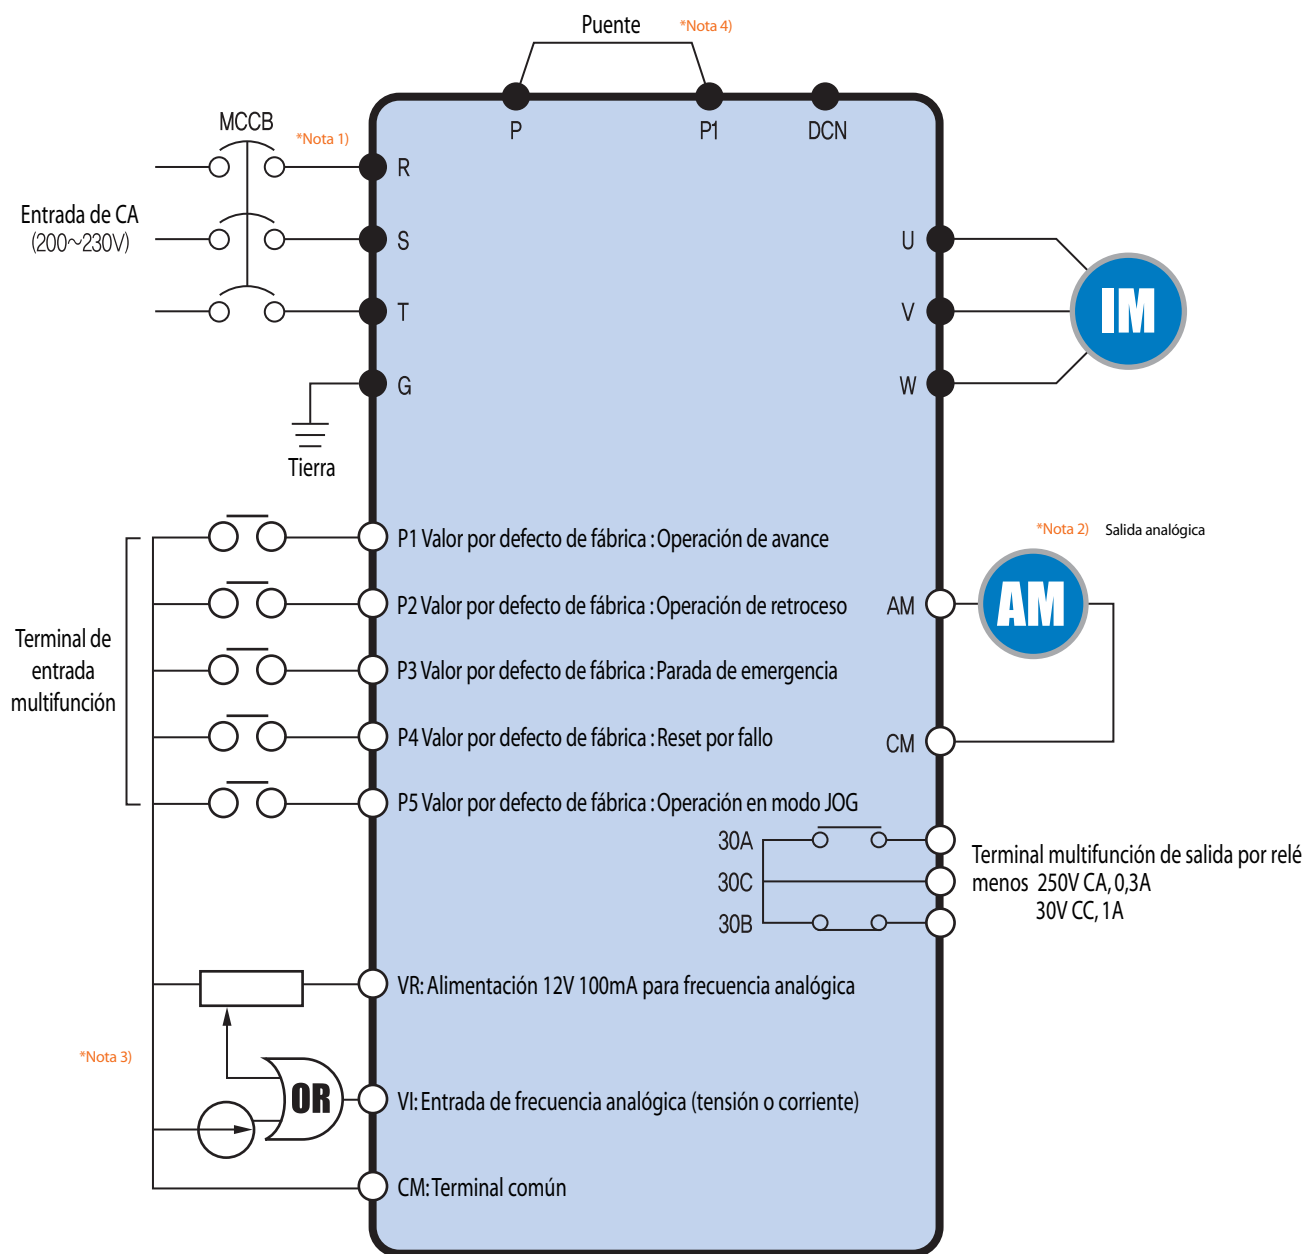 Puente *Nota 4)
P P1 DCN
MCCB *Nota 1)
R
Entrada de CA
(200~230V)
S
T
G
Tierra
U
V
W
IM
P1 Valor por defecto de fábrica : Operación de avance
P2 Valor por defecto de fábrica : Operación de retroceso
P3 Valor por defecto de fábrica : Parada de emergencia
P4 Valor por defecto de fábrica : Reset por fallo
P5 Valor por defecto de fábrica : Operación en modo JOG
Terminal de
entrada
multifunción
*Nota 2) Salida analógica
AM
AM
CM
30A
30C
30B
Terminal multifunción de salida por relé
menos 250V CA, 0,3A
30V CC, 1A
VR: Alimentación 12V 100mA para frecuencia analógica
*Nota 3)
OR
VI: Entrada de frecuencia analógica (tensión o corriente)
CM: Terminal común